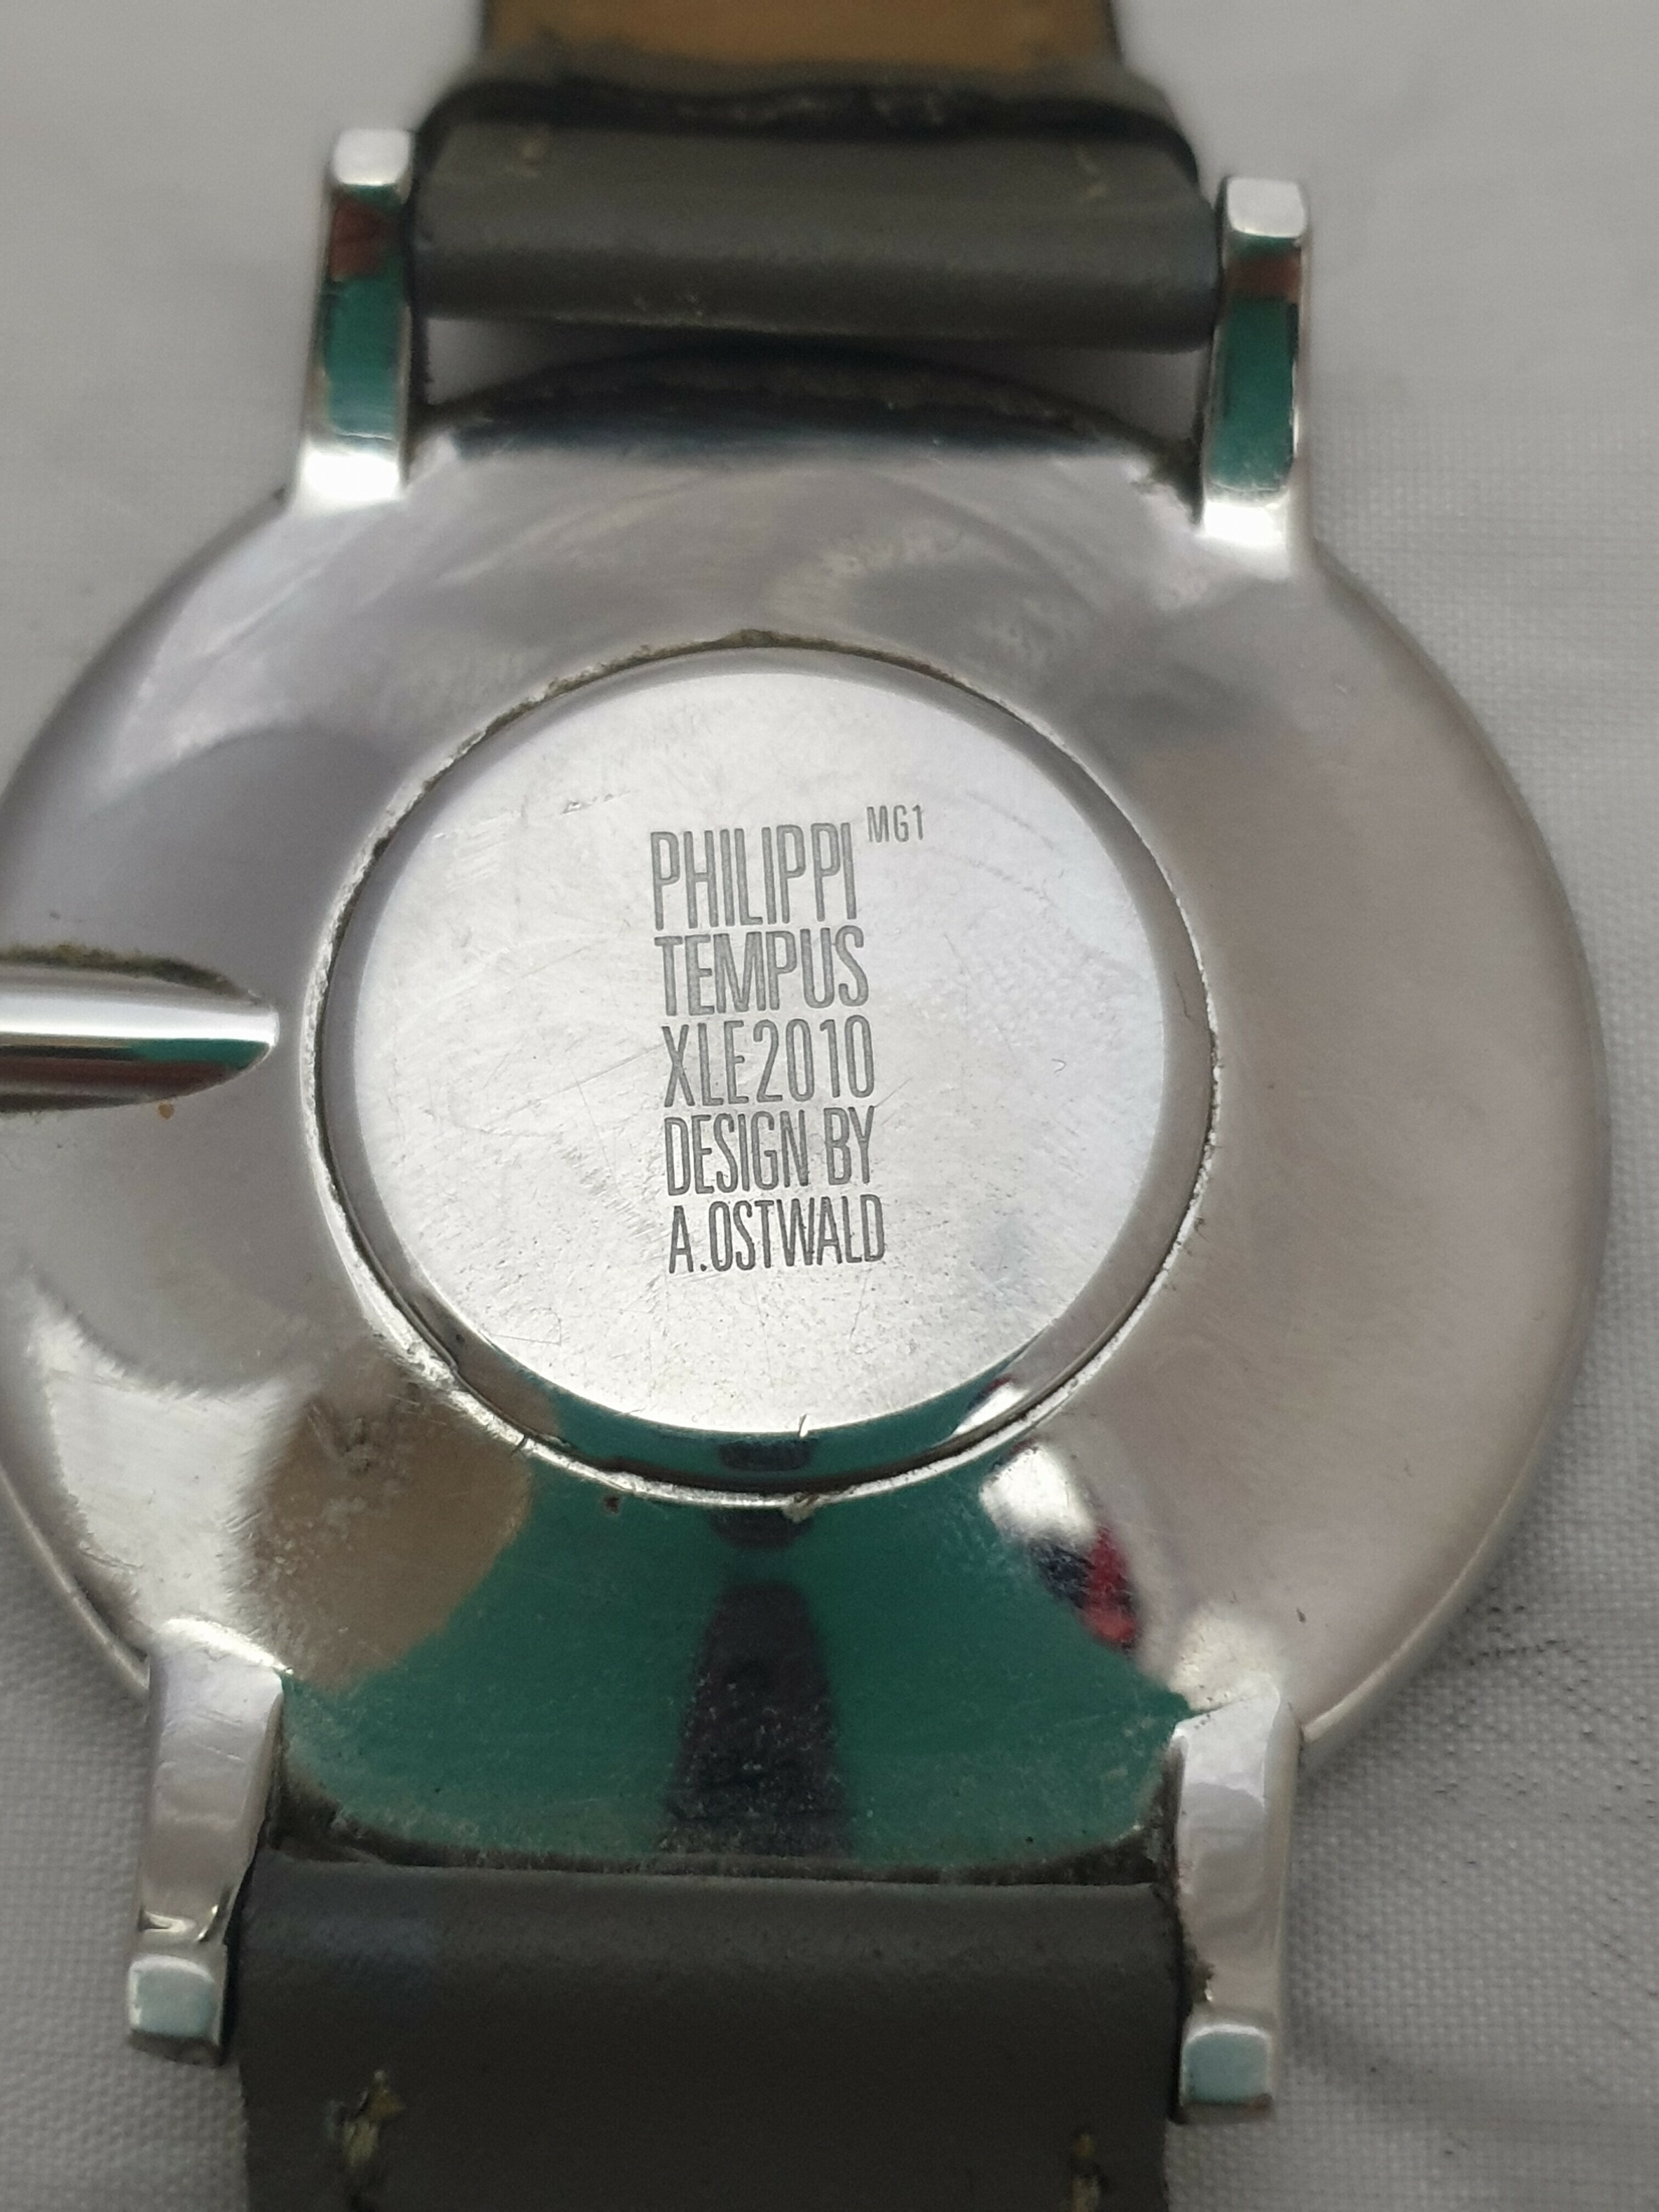 PHILIPPI MG1
TEMPUS
XLE2010
DESIGN BY
A.OSTWALD